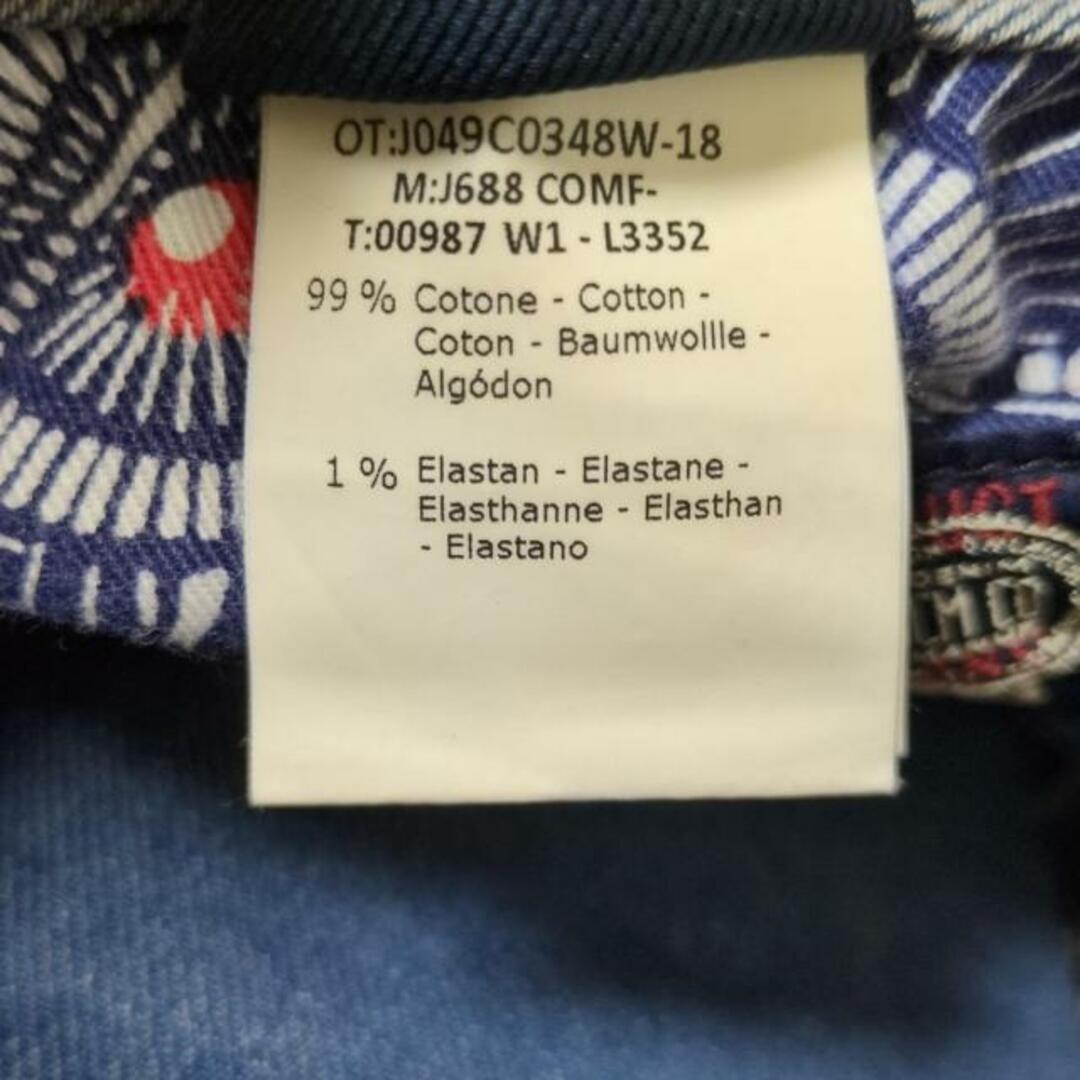 OT:J049C0348W-18
M:J688 COMF-
T:00987 W1 - L3352
99 % Cotone - Cotton -
Coton - Baumwollle -
Algódon
1 % Elastan - Elastane -
Elasthanne - Elasthan
- Elastano